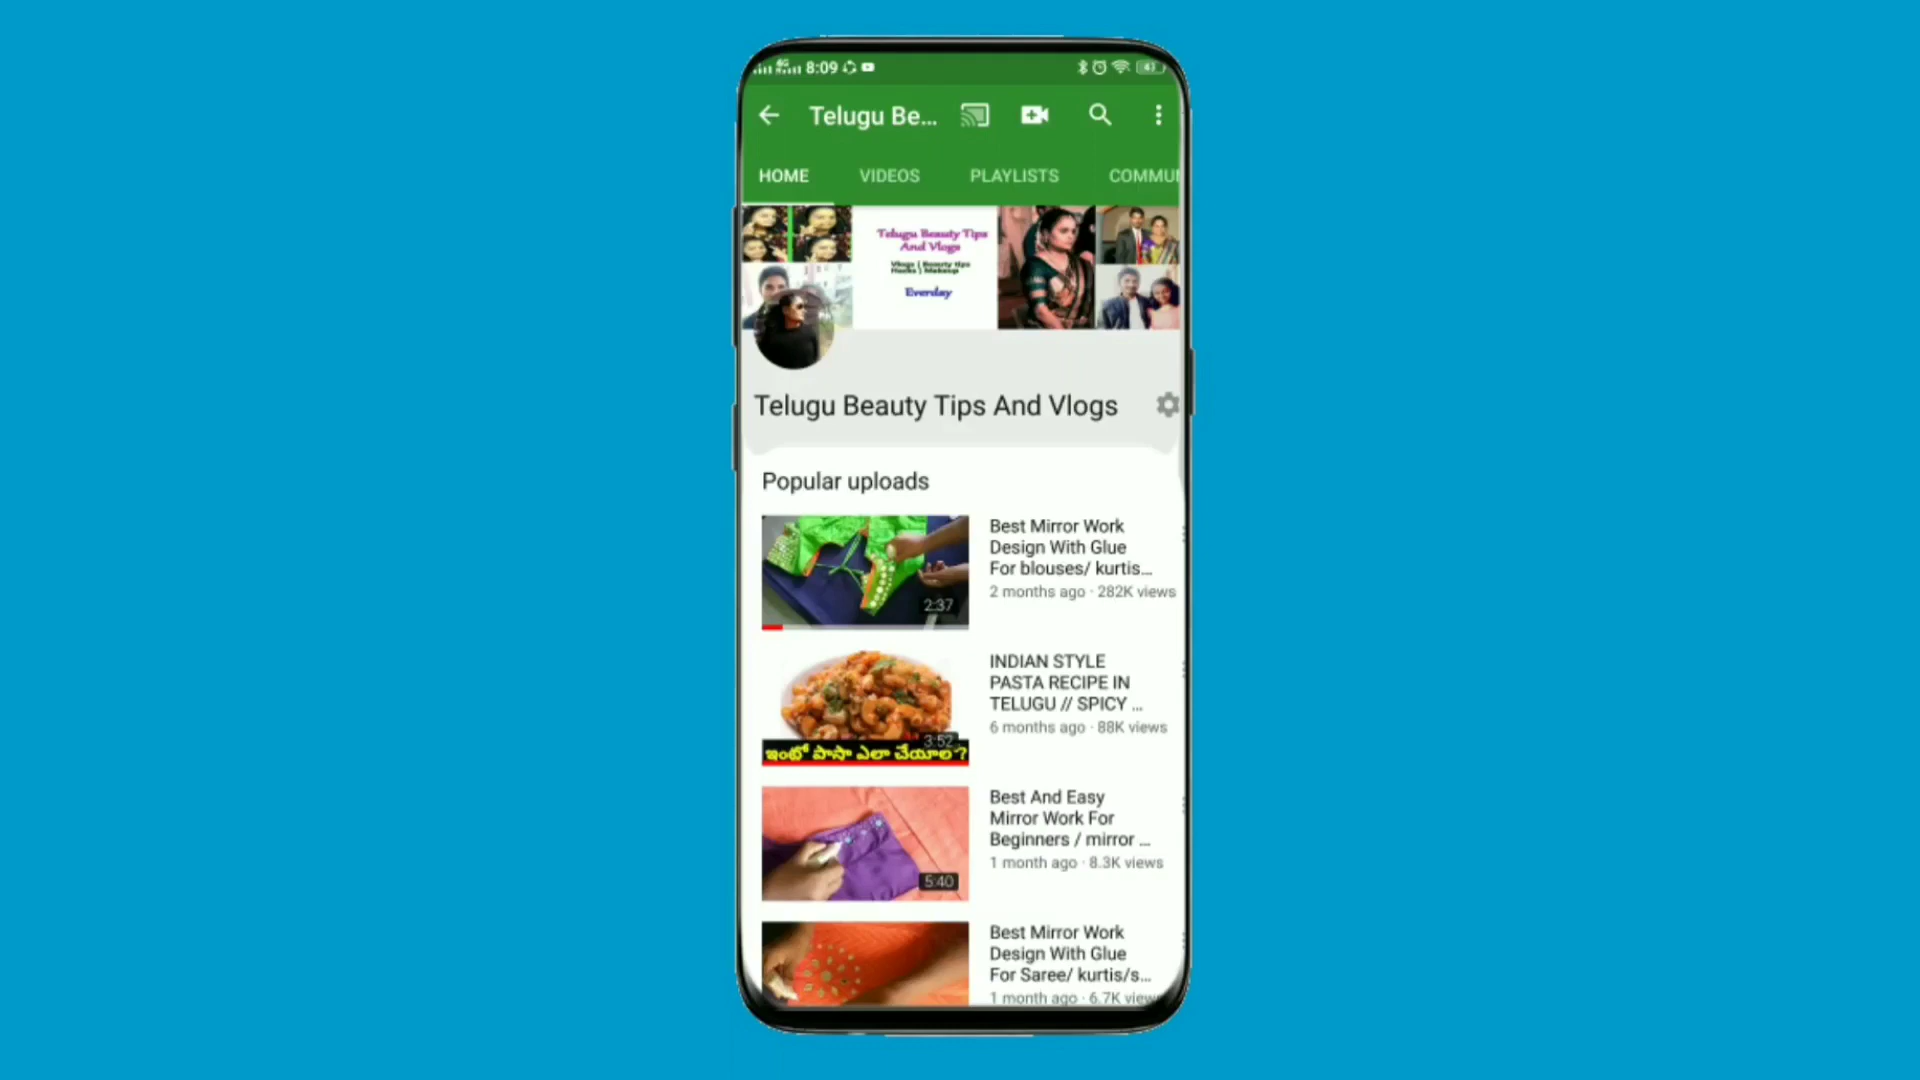 4G 8:09 43
Telugu Be...
HOME VIDEOS PLAYLISTS COMMU
Telugu Beauty Tips
And Vlogs
Vlogs | Beauty tips
Hacks | Makeup
Everday
Telugu Beauty Tips And Vlogs
Popular uploads
Best Mirror Work
Design With Glue
For blouses/ kurtis...
2 months ago · 282K views
2:37
INDIAN STYLE
PASTA RECIPE IN
TELUGU // SPICY ...
6 months ago · 88K views
3:52
ఇంట్లో పాస్తా ఎలా చేయాలి ?
Best And Easy
Mirror Work For
Beginners / mirror ...
1 month ago · 8.3K views
5:40
Best Mirror Work
Design With Glue
For Saree/ kurtis/s...
1 month ago · 6.7K views